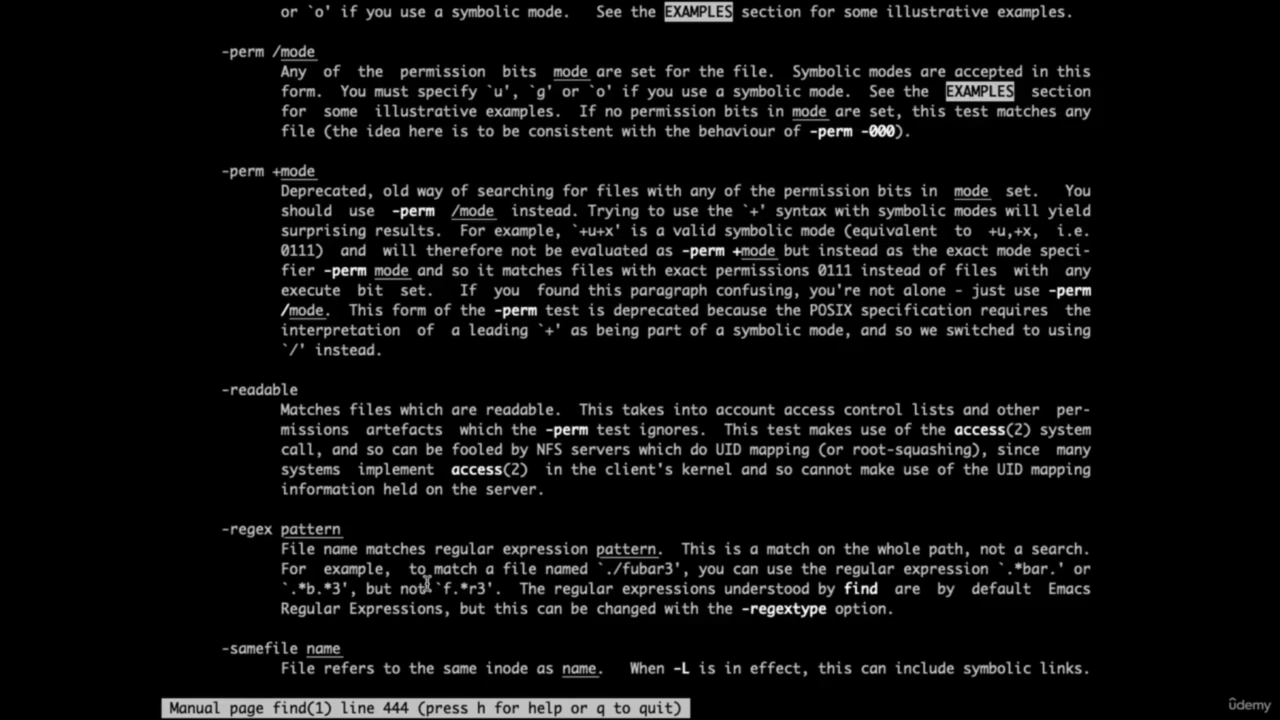 or `o' if you use a symbolic mode.   See the EXAMPLES section for some illustrative examples.
-perm /mode
Any  of  the  permission  bits  mode are set for the file.  Symbolic modes are accepted in this
form.  You must specify `u', `g' or `o' if you use a symbolic mode.  See the  EXAMPLES  section
for  some  illustrative examples.  If no permission bits in mode are set, this test matches any
file (the idea here is to be consistent with the behaviour of -perm -000).
-perm +mode
Deprecated, old way of searching for files with any of the permission bits in  mode  set.   You
should  use  -perm  /mode  instead. Trying to use the `+' syntax with symbolic modes will yield
surprising results.  For example, `+u+x' is a valid symbolic mode (equivalent  to  +u,+x,  i.e.
0111)  and  will therefore not be evaluated as -perm +mode but instead as the exact mode speci-
fier -perm mode and so it matches files with exact permissions 0111 instead of files  with  any
execute  bit  set.   If  you  found this paragraph confusing, you're not alone - just use -perm
/mode.  This form of the -perm test is deprecated because the POSIX specification requires  the
interpretation  of  a leading `+' as being part of a symbolic mode, and so we switched to using
`/' instead.
-readable
Matches files which are readable.  This takes into account access control lists and other  per-
missions  artefacts  which the -perm test ignores.  This test makes use of the access(2) system
call, and so can be fooled by NFS servers which do UID mapping (or root-squashing), since  many
systems  implement  access(2)  in the client's kernel and so cannot make use of the UID mapping
information held on the server.
-regex pattern
File name matches regular expression pattern.  This is a match on the whole path, not a search.
For  example,  to match a file named `./fubar3', you can use the regular expression `.*bar.' or
`.*b.*3', but not `f.*r3'.  The regular expressions understood by find  are  by  default  Emacs
Regular Expressions, but this can be changed with the -regextype option.
-samefile name
File refers to the same inode as name.   When -L is in effect, this can include symbolic links.
Manual page find(1) line 444 (press h for help or q to quit)
ûdemy